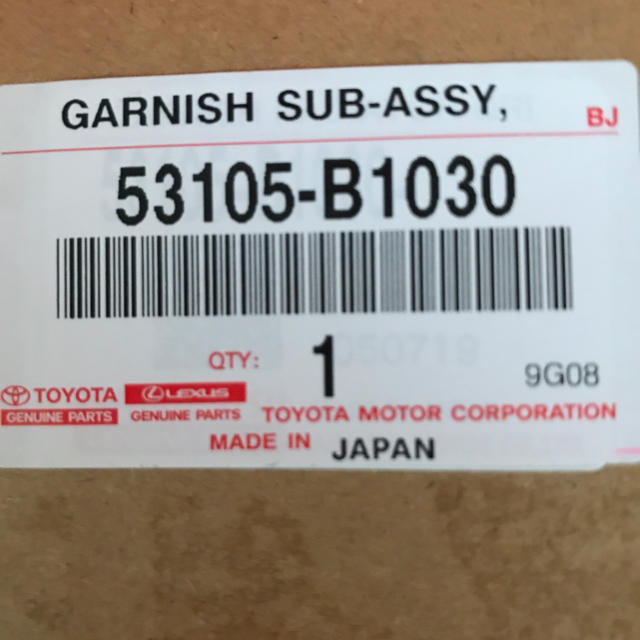 GARNISH SUB-ASSY,
BJ
53105-B1030
QTY: 1
050719
9G08
TOYOTA LEXUS
GENUINE PARTS GENUINE PARTS TOYOTA MOTOR CORPORATION
MADE IN JAPAN